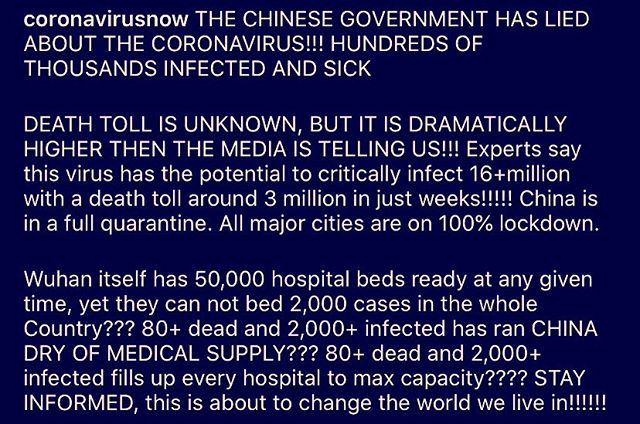 coronavirusnow THE CHINESE GOVERNMENT HAS LIED
ABOUT THE CORONAVIRUS!!! HUNDREDS OF
THOUSANDS INFECTED AND SICK
DEATH TOLL IS UNKNOWN, BUT IT IS DRAMATICALLY
HIGHER THEN THE MEDIA IS TELLING US!!! Experts say
this virus has the potential to critically infect 16+million
with a death toll around 3 million in just weeks!!!!! China is
in a full quarantine. All major cities are on 100% lockdown.
Wuhan itself has 50,000 hospital beds ready at any given
time, yet they can not bed 2,000 cases in the whole
Country??? 80+ dead and 2,000+ infected has ran CHINA
DRY OF MEDICAL SUPPLY??? 80+ dead and 2,000+
infected fills up every hospital to max capacity???? STAY
INFORMED, this is about to change the world we live in!!!!!!